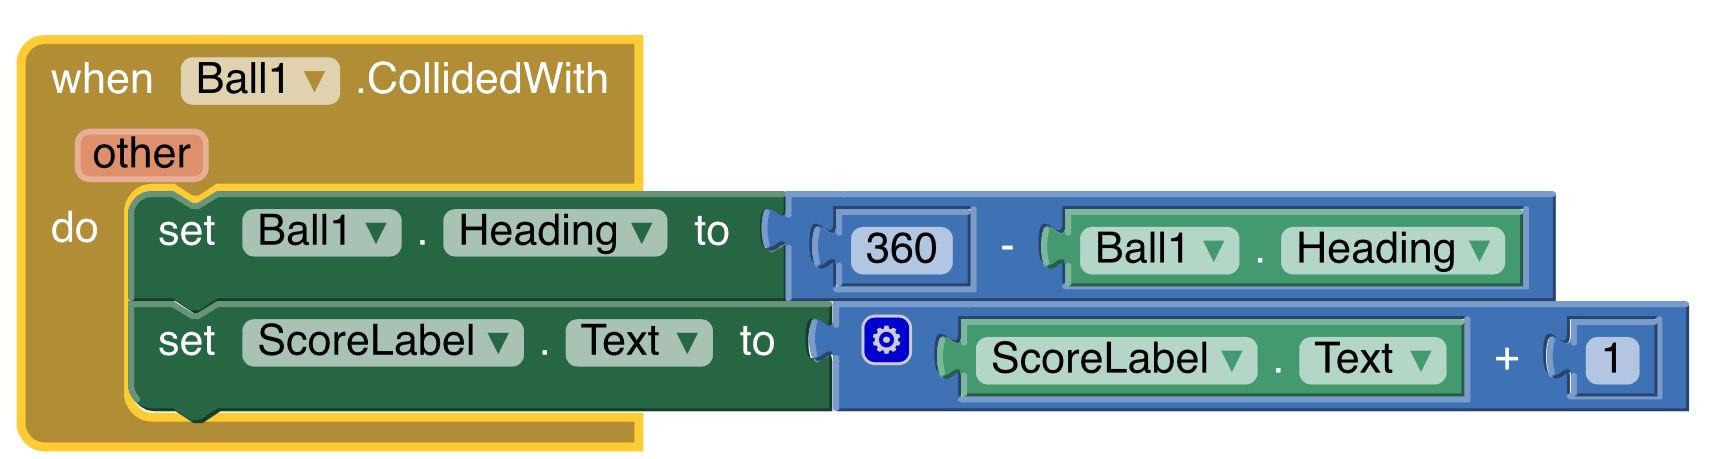 when Ball1 .CollidedWith
other
do set Ball1 . Heading to 360 - Ball1 . Heading
set ScoreLabel . Text to ScoreLabel . Text + 1